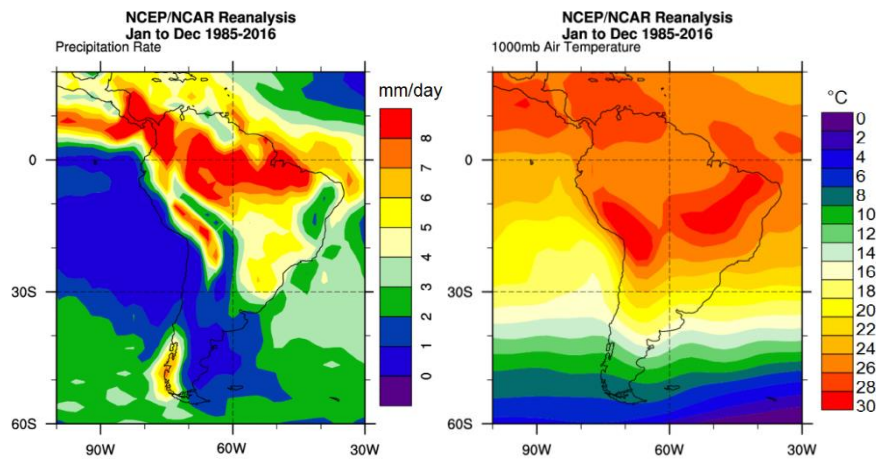 NCEP/NCAR Reanalysis
Jan to Dec 1985-2016
Precipitation Rate
mm/day
8
7
6
5
4
3
2
1
0
0
30S
60S
90W
60W
30W
NCEP/NCAR Reanalysis
Jan to Dec 1985-2016
1000mb Air Temperature
°C
0
2
4
6
8
10
12
14
16
18
20
22
24
26
28
30
0
30S
60S
90W
60W
30W